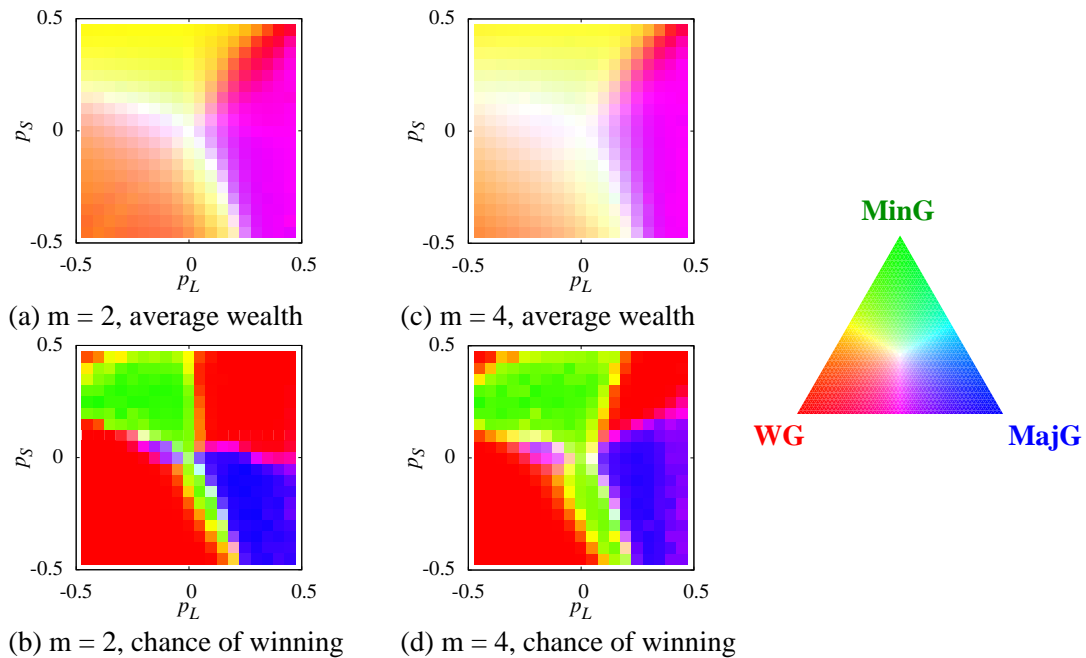 0.5 0.5
p_S 0 p_S 0
-0.5 -0.5
-0.5 0 0.5 -0.5 0 0.5
p_L p_L
(a) m = 2, average wealth (c) m = 4, average wealth
MinG
WG MajG
0.5 0.5
p_S 0 p_S 0
-0.5 -0.5
-0.5 0 0.5 -0.5 0 0.5
p_L p_L
(b) m = 2, chance of winning (d) m = 4, chance of winning